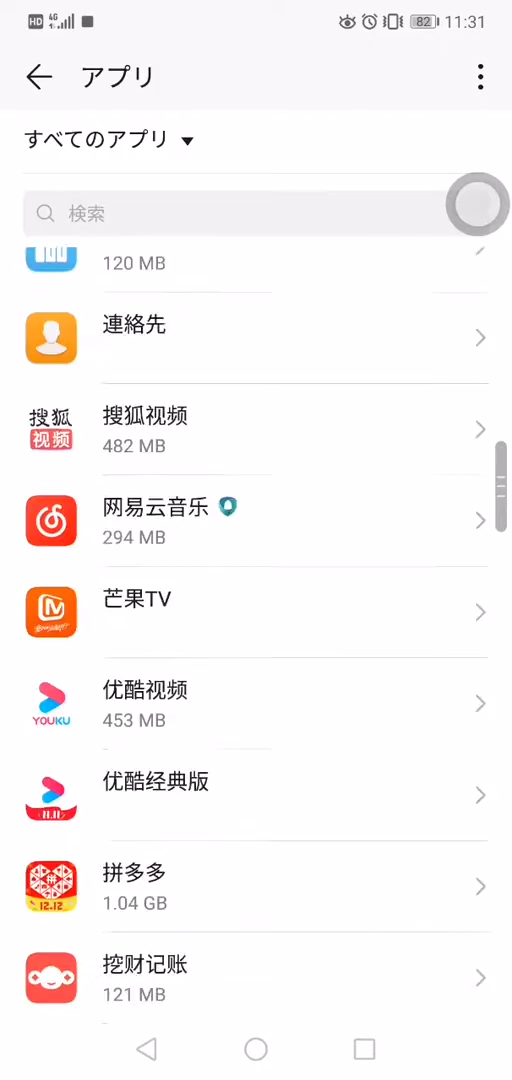 HD 4G 82 11:31
アプリ
すべてのアプリ
検索
120 MB
連絡先
搜狐
视频
搜狐视频
482 MB
网易云音乐
294 MB
芒果TV
优酷视频
YOUKU
453 MB
优酷经典版
11.11
拼多多
拼
12.12
1.04 GB
挖财记账
121 MB